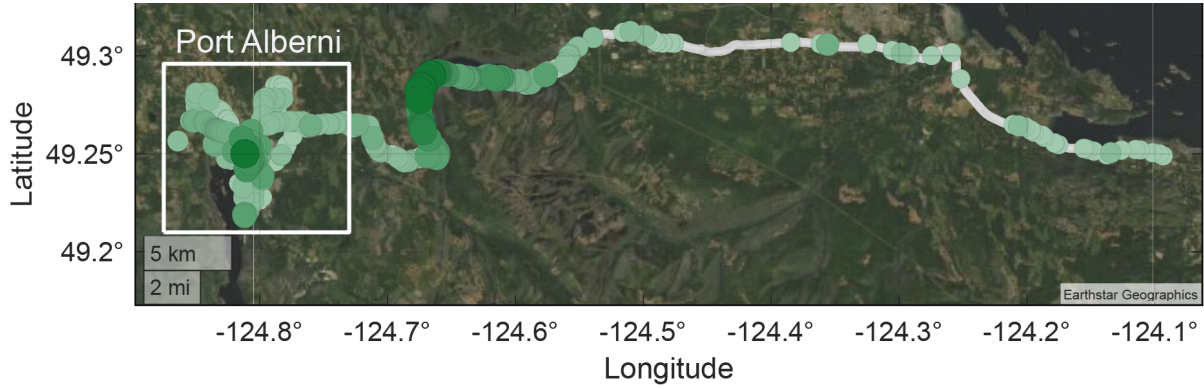 Port Alberni
Latitude
49.3°
49.25°
49.2°
5 km
2 mi
Earthstar Geographics
-124.8° -124.7° -124.6° -124.5° -124.4° -124.3° -124.2° -124.1°
Longitude